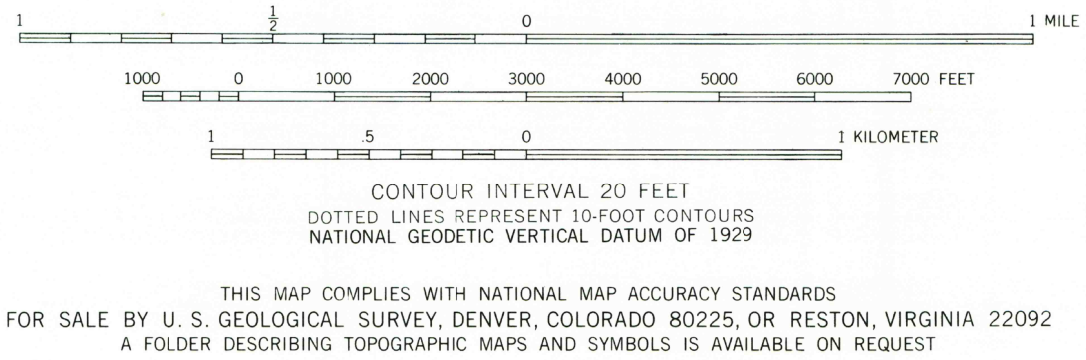 1 1/2 0 1 MILE
1000 0 1000 2000 3000 4000 5000 6000 7000 FEET
1 .5 0 1 KILOMETER
CONTOUR INTERVAL 20 FEET
DOTTED LINES REPRESENT 10-FOOT CONTOURS
NATIONAL GEODETIC VERTICAL DATUM OF 1929
THIS MAP COMPLIES WITH NATIONAL MAP ACCURACY STANDARDS
FOR SALE BY U. S. GEOLOGICAL SURVEY, DENVER, COLORADO 80225, OR RESTON, VIRGINIA 22092
A FOLDER DESCRIBING TOPOGRAPHIC MAPS AND SYMBOLS IS AVAILABLE ON REQUEST